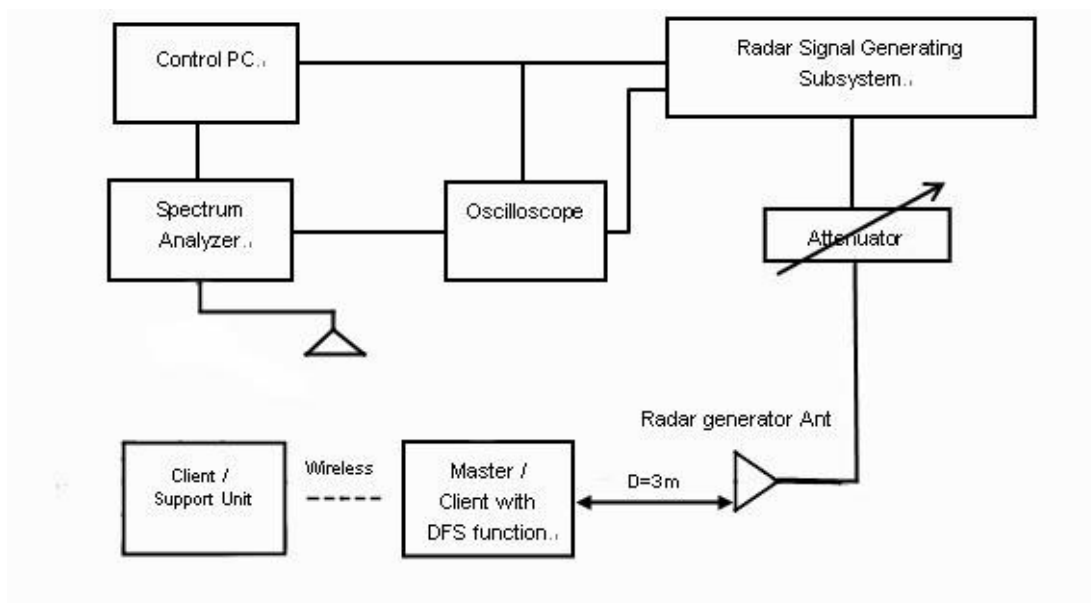 Control PC.
Radar Signal Generating
Subsystem.
Spectrum
Analyzer.
Oscilloscope
Attenuator
Radar generator Ant
Client /
Support Unit
Wireless
Master /
Client with
DFS function.
D=3m